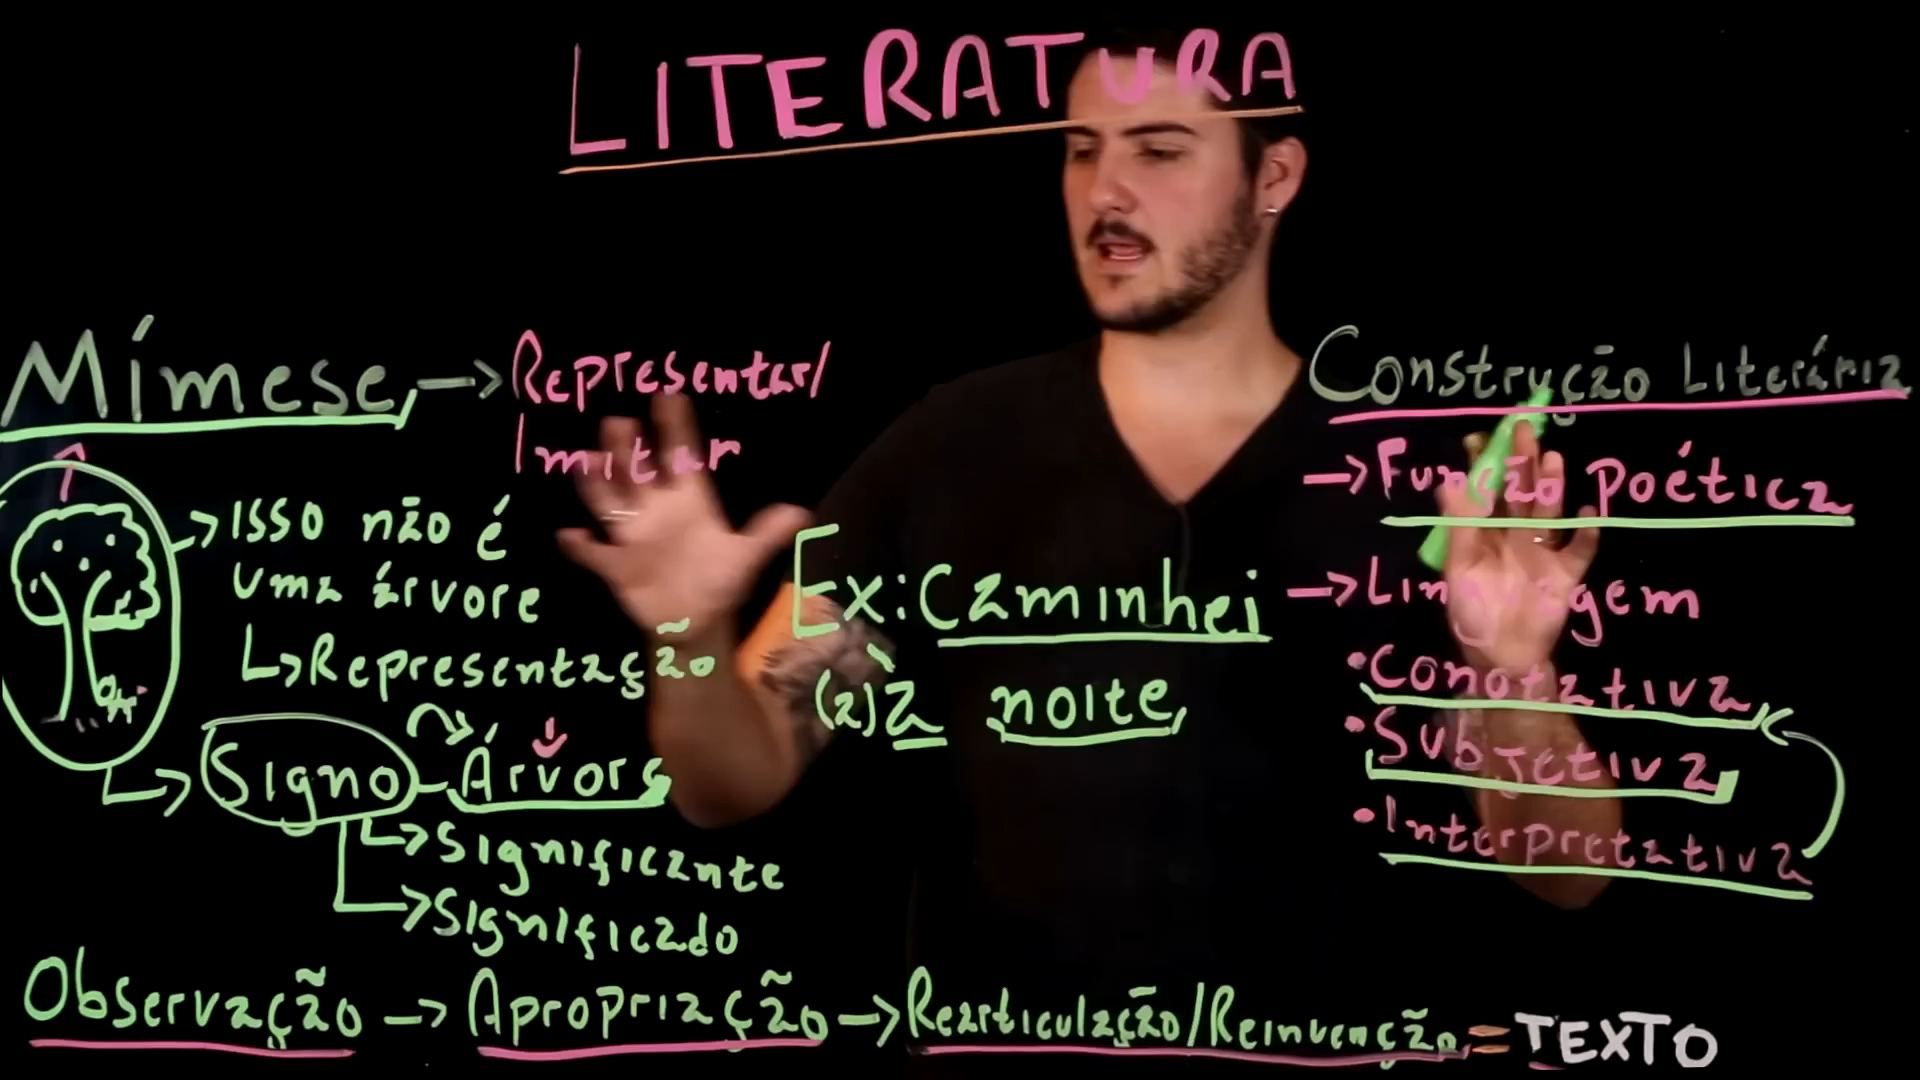 LITERATURA
Mímese -> Representar/
Imitar
-> Isso não é
uma árvore
-> Representação
-> Signo - Árvore
-> Significante
-> Significado
Ex: Caminhei
(a) à noite,
Construção Literária
-> Função poética
-> Linguagem
• Conotativa
• Subjetiva
• Interpretativa
Observação -> Apropriação -> Rearticulação/Reinvenção = TEXTO